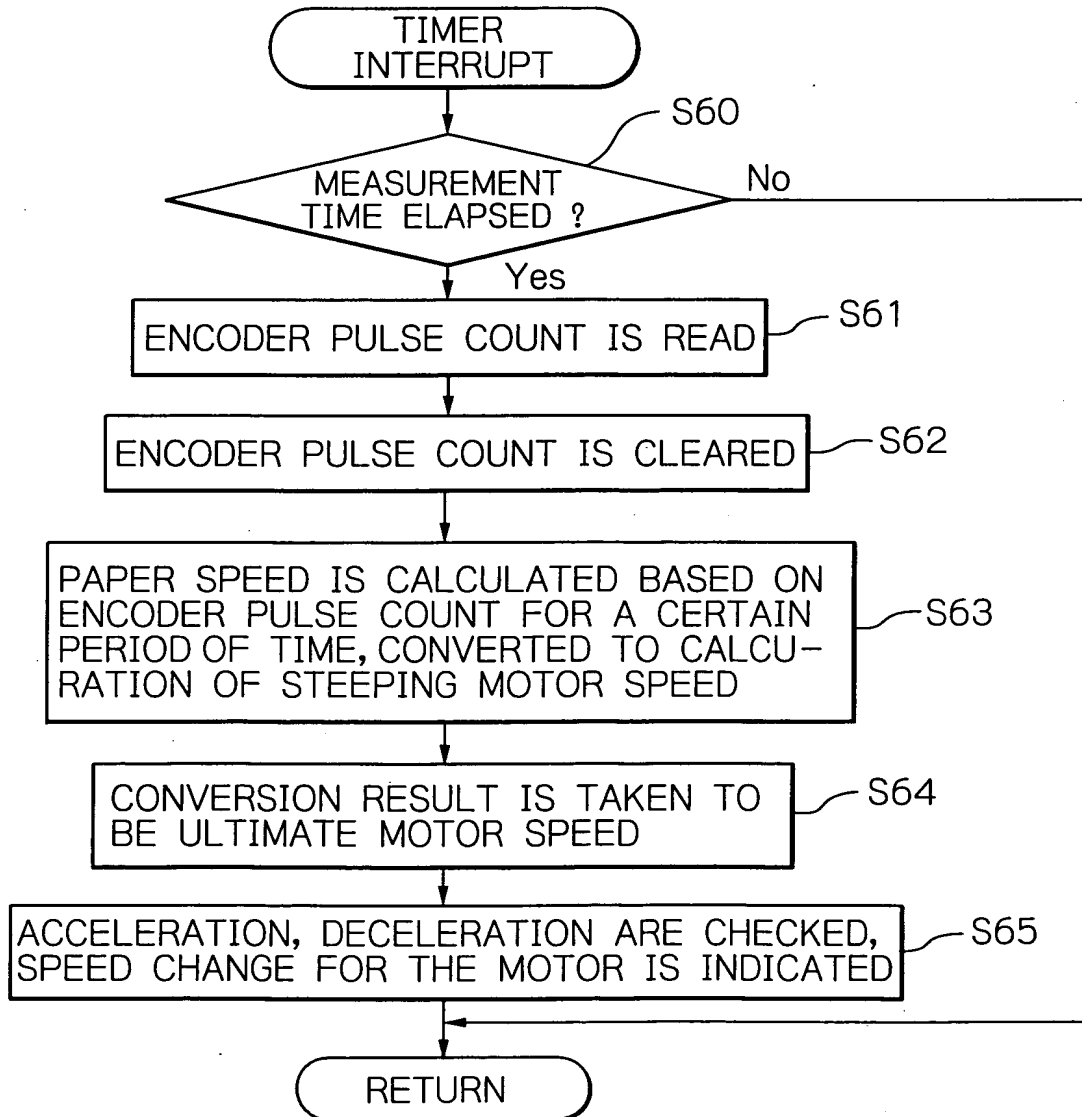 TIMER
INTERRUPT
S60
MEASUREMENT
TIME ELAPSED ?
No
Yes
ENCODER PULSE COUNT IS READ
S61
ENCODER PULSE COUNT IS CLEARED
S62
PAPER SPEED IS CALCULATED BASED ON
ENCODER PULSE COUNT FOR A CERTAIN
PERIOD OF TIME, CONVERTED TO CALCU-
RATION OF STEEPING MOTOR SPEED
S63
CONVERSION RESULT IS TAKEN TO
BE ULTIMATE MOTOR SPEED
S64
ACCELERATION, DECELERATION ARE CHECKED,
SPEED CHANGE FOR THE MOTOR IS INDICATED
S65
RETURN